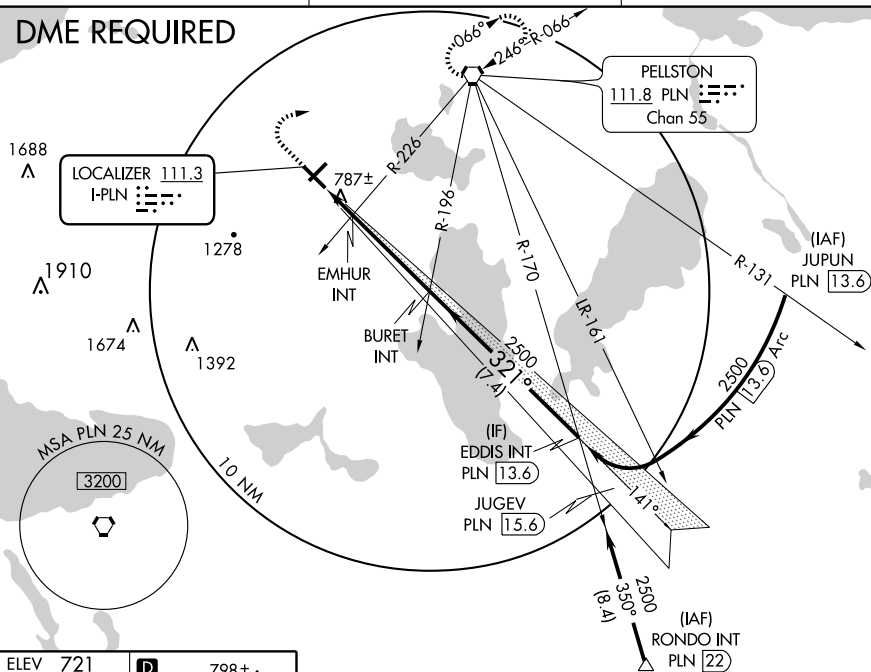 DME REQUIRED
066°
246°
R-066
PELLSTON
111.8 PLN
Chan 55
1688
LOCALIZER 111.3
I-PLN
787±
R-226
R-196
R-170
LR-161
R-131
(IAF)
JUPUN
PLN 13.6
1278
1910
EMHUR
INT
BURET
INT
1674
1392
2500
321°
(7.4)
2500
PLN 13.6 Arc
(IF)
EDDIS INT
PLN 13.6
JUGEV
PLN 15.6
141°
MSA PLN 25 NM
3200
10 NM
2500
350°
(8.4)
(IAF)
RONDO INT
PLN 22
ELEV 721
D
798±